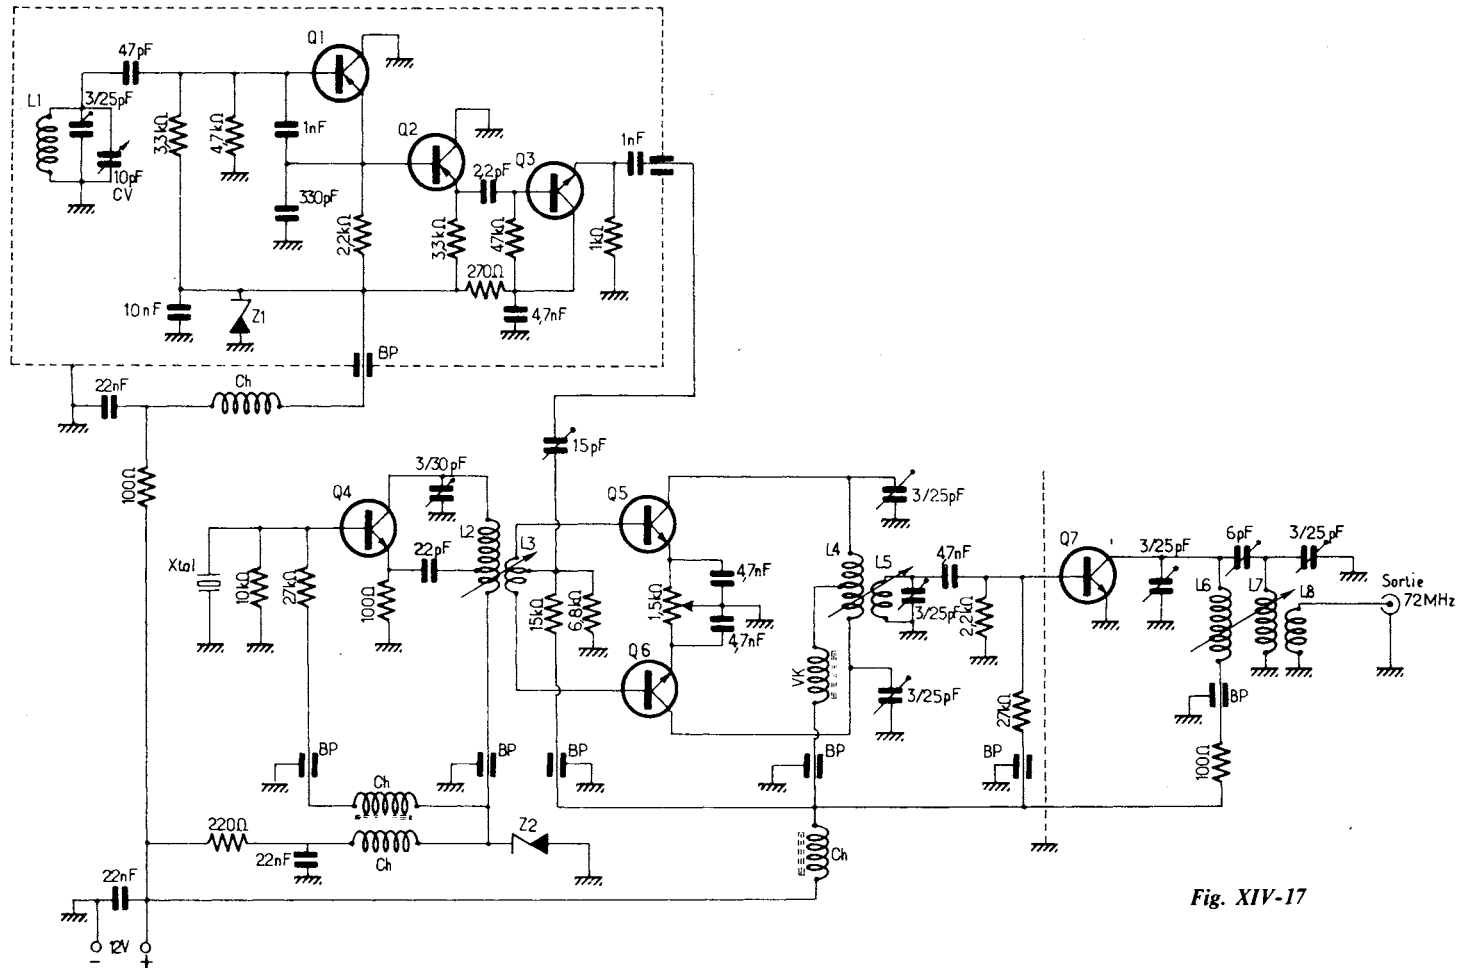 Q1
47pF
L1
3/25pF
10pF
CV
3,3kΩ
4,7kΩ
1nF
330pF
2,2kΩ
Q2
2,2pF
Q3
1nF
3,3kΩ
47kΩ
270Ω
1kΩ
10nF
Z1
4,7nF
BP
22nF
Ch
100Ω
15pF
3/30pF
Q4
L2
L3
22pF
Xtal
10kΩ
27kΩ
100Ω
15kΩ
6,8kΩ
Q5
4,7nF
1,5kΩ
4,7nF
Q6
3/25pF
L4
L5
47nF
3/25pF
2,2kΩ
VK
3/25pF
27kΩ
Q7
3/25pF
6pF
3/25pF
L6
L7
L8
Sortie
72MHz
BP
100Ω
BP
BP
BP
BP
BP
Ch
220Ω
Ch
22nF
Z2
Ch
22nF
12V
-
+
Fig. XIV-17